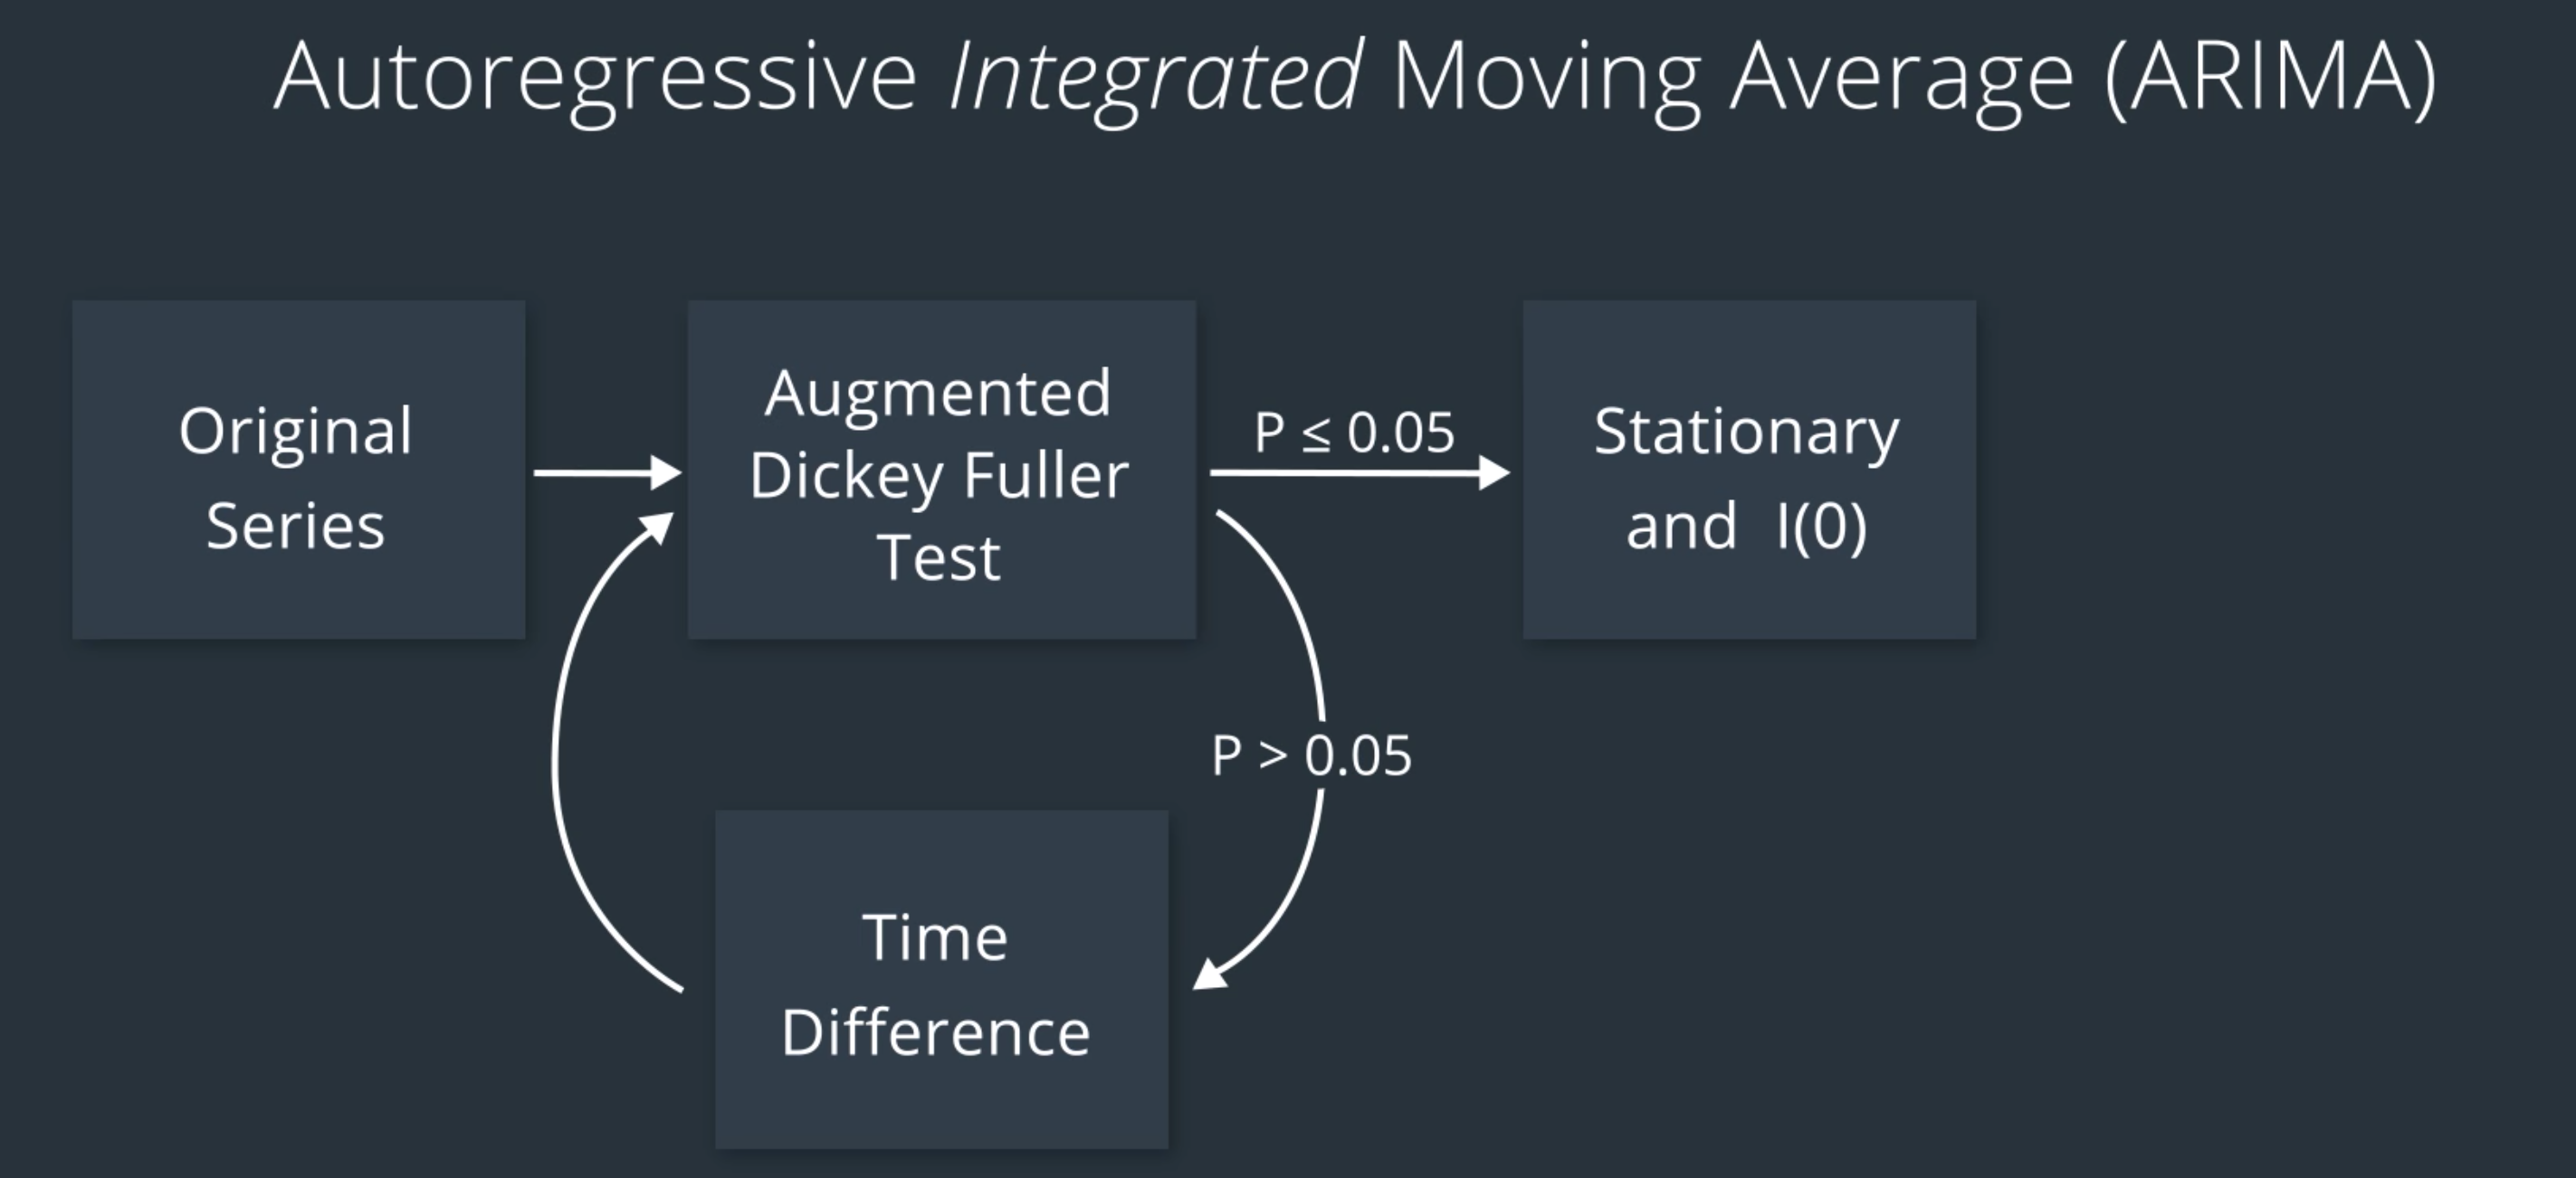 Autoregressive Integrated Moving Average (ARIMA)
Original
Series
Augmented
Dickey Fuller
Test
P ≤ 0.05
Stationary
and I(0)
P > 0.05
Time
Difference